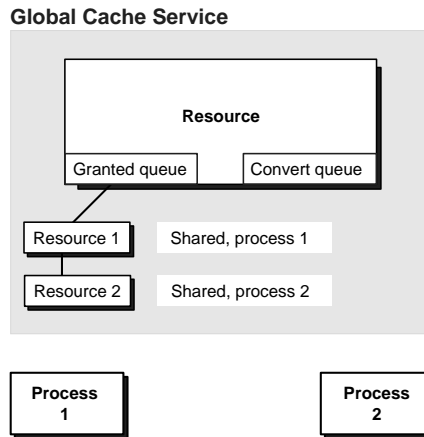 Global Cache Service
Resource
Granted queue
Convert queue
Resource 1
Shared, process 1
Resource 2
Shared, process 2
Process
1
Process
2